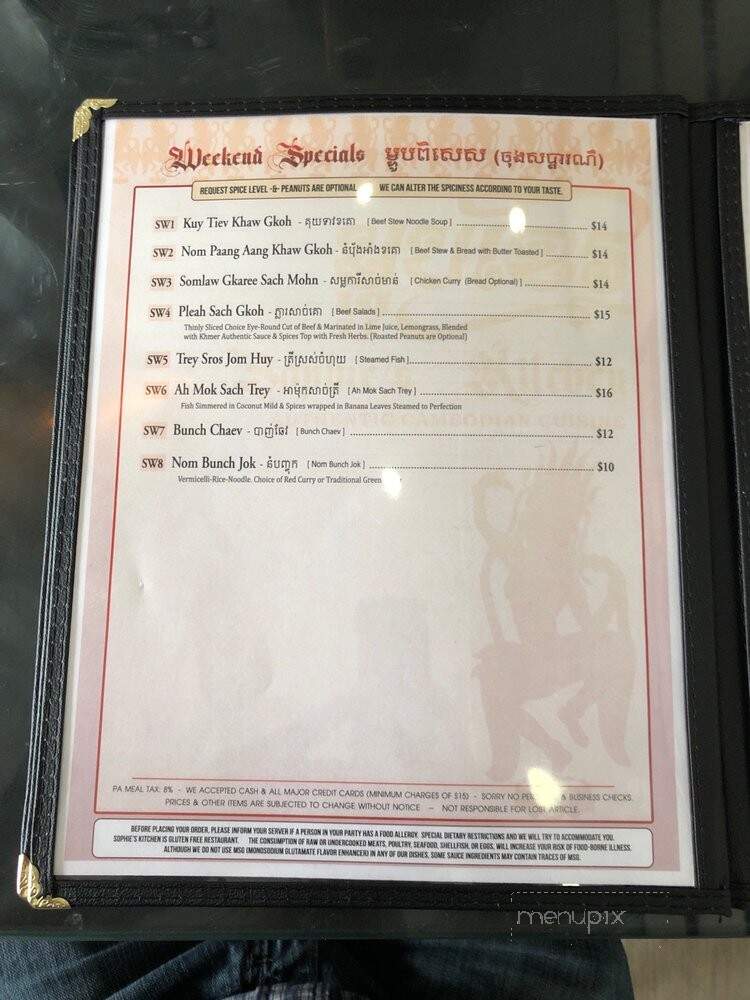 Weekend Specials ម្ហូបពិសេស (ចុងសប្តាហ៍)
REQUEST SPICE LEVEL -&- PEANUTS ARE OPTIONAL WE CAN ALTER THE SPICINESS ACCORDING TO YOUR TASTE.
SW1 Kuy Tiev Khaw Gkoh - គុយទាវខគោ [ Beef Stew Noodle Soup ] $14
SW2 Nom Paang Aang Khaw Gkoh - នំប៉័ងអាំងខគោ [ Beef Stew & Bread with Butter Toasted ] $14
SW3 Somlaw Gkaree Sach Mohn - សម្លការីសាច់មាន់ [ Chicken Curry (Bread Optional) ] $14
SW4 Pleah Sach Gkoh - ភ្លាសាច់គោ [ Beef Salads ] $15
Thinly Sliced Choice Eye-Round Cut of Beef & Marinated in Lime Juice, Lemongrass, Blended
with Khmer Authentic Sauce & Spices Top with Fresh Herbs. (Roasted Peanuts are Optional)
SW5 Trey Sros Jom Huy - ត្រីស្រស់ចំហុយ [ Steamed Fish ] $12
SW6 Ah Mok Sach Trey - អាម៉ុកសាច់ត្រី [ Ah Mok Sach Trey ] $16
Fish Simmered in Coconut Mild & Spices wrapped in Banana Leaves Steamed to Perfection
AUTHENTIC CAMBODIAN CUISINE
SW7 Bunch Chaev - បាញ់ឆែវ [ Bunch Chaev ] $12
SW8 Nom Bunch Jok - នំបញ្ចុក [ Nom Bunch Jok ] $10
Vermicelli-Rice-Noodle. Choice of Red Curry or Traditional Green
PA MEAL TAX: 8% - WE ACCEPTED CASH & ALL MAJOR CREDIT CARDS (MINIMUM CHARGES OF $15) - SORRY NO & BUSINESS CHECKS.
PRICES & OTHER ITEMS ARE SUBJECTED TO CHANGE WITHOUT NOTICE – NOT RESPONSIBLE FOR LOST ARTICLE.
BEFORE PLACING YOUR ORDER, PLEASE INFORM YOUR SERVER IF A PERSON IN YOUR PARTY HAS A FOOD ALLERGY. SPECIAL DIETARY RESTRICTIONS AND WE WILL TRY TO ACCOMMODATE YOU.
SOPHIE'S KITCHEN IS GLUTEN FREE RESTAURANT. THE CONSUMPTION OF RAW OR UNDERCOOKED MEATS, POULTRY, SEAFOOD, SHELLFISH, OR EGGS, WILL INCREASE YOUR RISK OF FOOD-BORNE ILLNESS.
ALTHOUGH WE DO NOT USE MSG (MONOSODIUM GLUTAMATE FLAVOR ENHANCER) IN ANY OF OUR DISHES, SOME SAUCE INGREDIENTS MAY CONTAIN TRACES OF MSG.
menupix